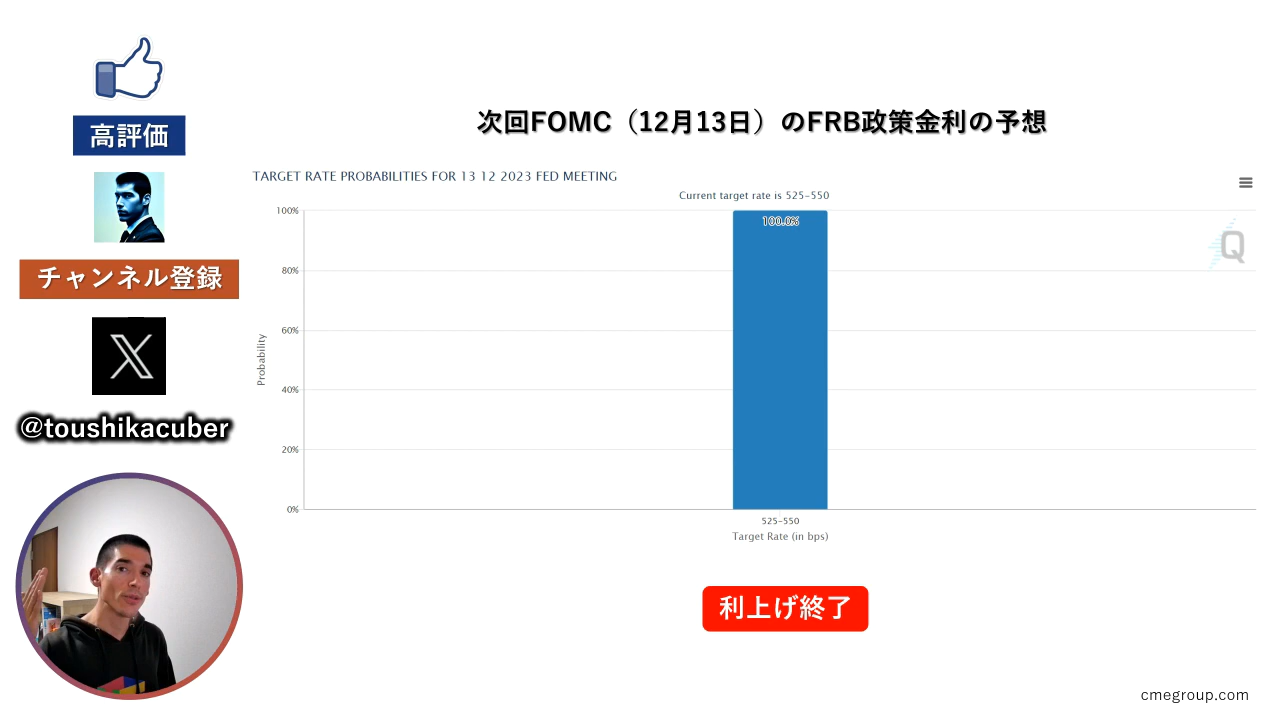 高評価
チャンネル登録
@toushikacuber
次回FOMC（12月13日）のFRB政策金利の予想
TARGET RATE PROBABILITIES FOR 13 12 2023 FED MEETING
Current target rate is 525-550
100%
80%
60%
40%
20%
0%
Probability
100.0%
Q
525-550
Target Rate (in bps)
利上げ終了
cmegroup.com